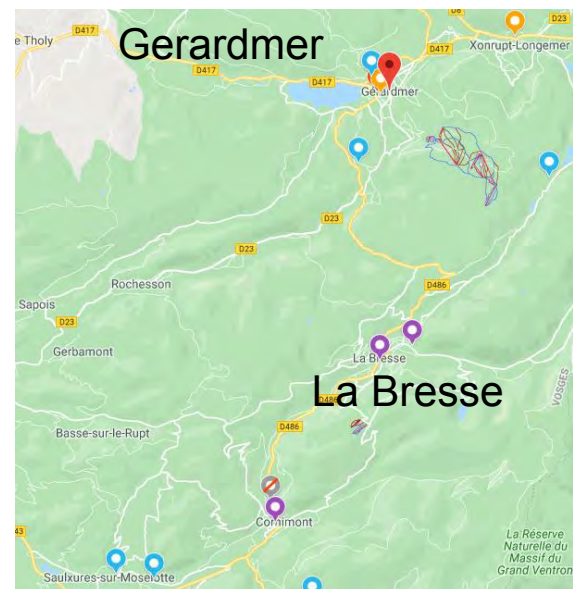 D8
D23
D417
e Tholy
Gerardmer
D417
Xonrupt-Longemer
D417
D417
Gérardmer
D23
D23
D486
Rochesson
Sapois
D23
Gerbamont
La Bresse
La Bresse
D486
VOSGES
D486
Basse-sur-le-Rupt
Cornimont
43
La Réserve
Naturelle du
Massif du
Grand Ventron
Saulxures-sur-Moselotte